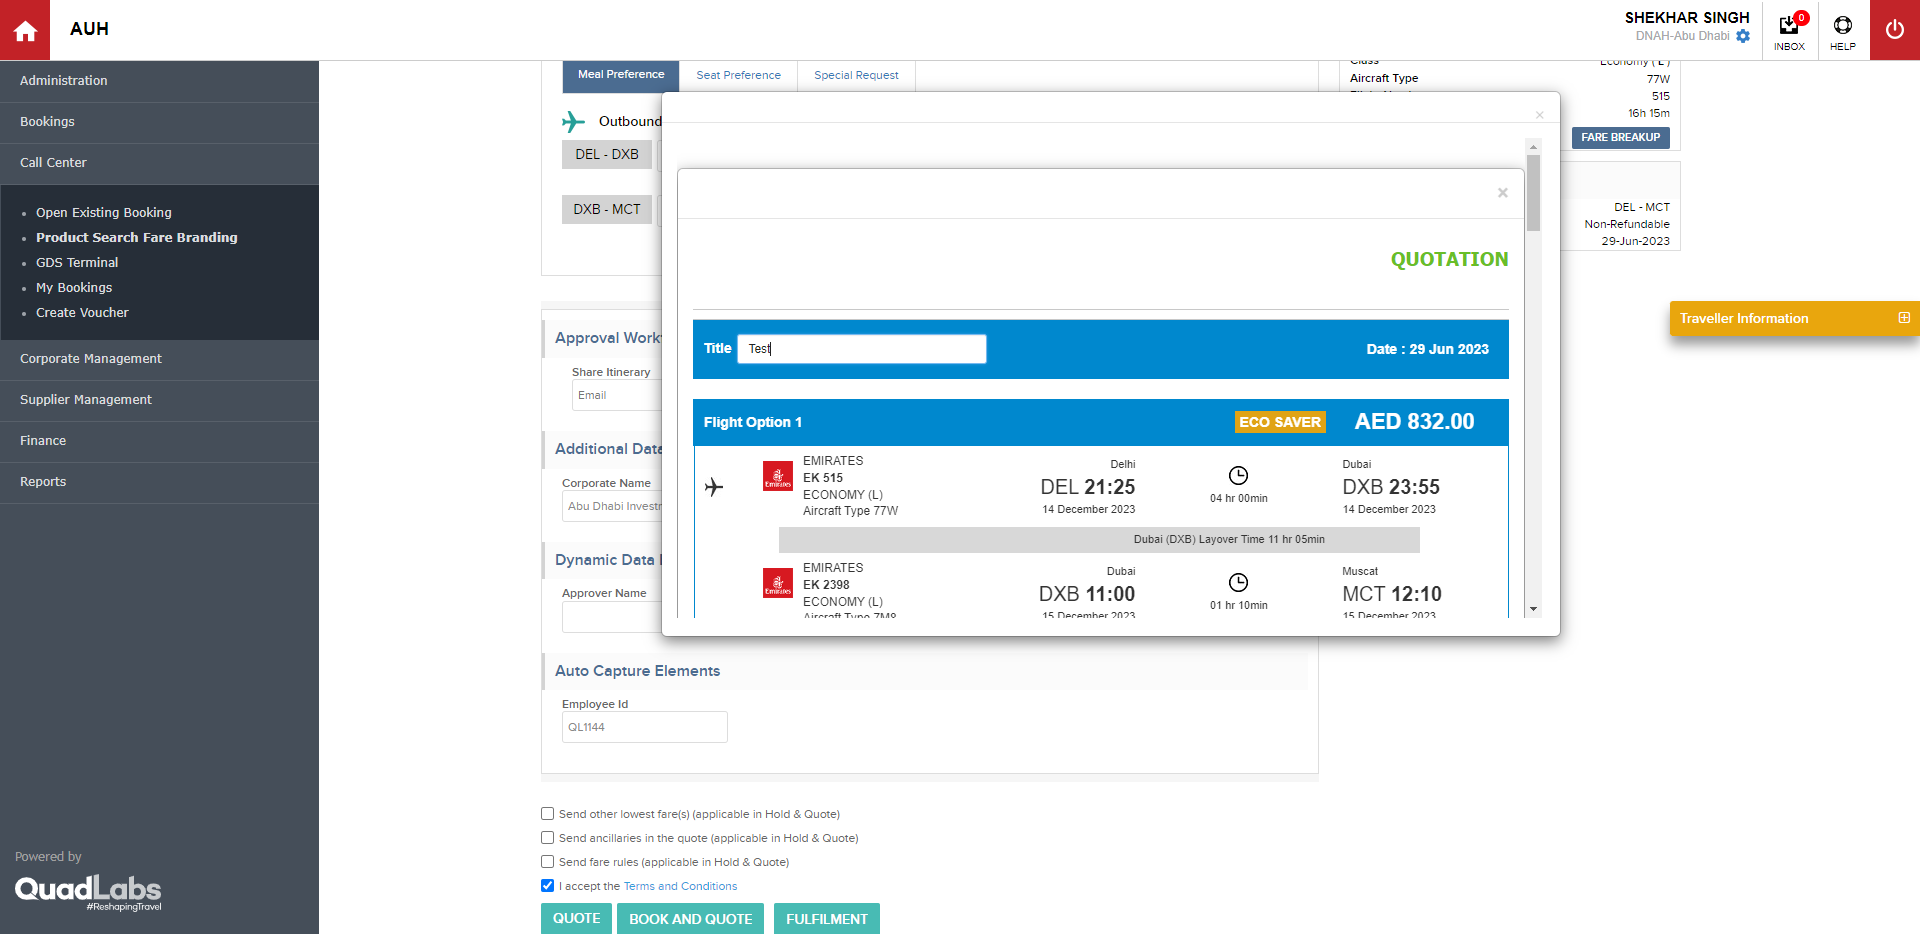 AUH
SHEKHAR SINGH
DNAH-Abu Dhabi
0
INBOX
HELP
Administration
Bookings
Call Center
Open Existing Booking
Product Search Fare Branding
GDS Terminal
My Bookings
Create Voucher
Corporate Management
Supplier Management
Finance
Reports
Powered by
QuadLabs
#ReshapingTravel
Meal Preference
Seat Preference
Special Request
Outbound
DEL - DXB
DXB - MCT
Approval Work
Share Itinerary
Email
Additional Data
Corporate Name
Abu Dhabi Invest
Dynamic Data
Approver Name
Auto Capture Elements
Employee Id
QL1144
Send other lowest fare(s) (applicable in Hold & Quote)
Send ancillaries in the quote (applicable in Hold & Quote)
Send fare rules (applicable in Hold & Quote)
I accept the Terms and Conditions
QUOTE
BOOK AND QUOTE
FULFILMENT
×
×
QUOTATION
Title
Test
Date : 29 Jun 2023
Flight Option 1
ECO SAVER
AED 832.00
EMIRATES
EK 515
ECONOMY (L)
Aircraft Type 77W
Delhi
DEL 21:25
14 December 2023
04 hr 00min
Dubai
DXB 23:55
14 December 2023
Dubai (DXB) Layover Time 11 hr 05min
EMIRATES
EK 2398
ECONOMY (L)
Aircraft Type 7M8
Dubai
DXB 11:00
15 December 2023
01 hr 10min
Muscat
MCT 12:10
15 December 2023
Class
Economy ( L )
Aircraft Type
77W
515
16h 15m
FARE BREAKUP
DEL - MCT
Non-Refundable
29-Jun-2023
Traveller Information